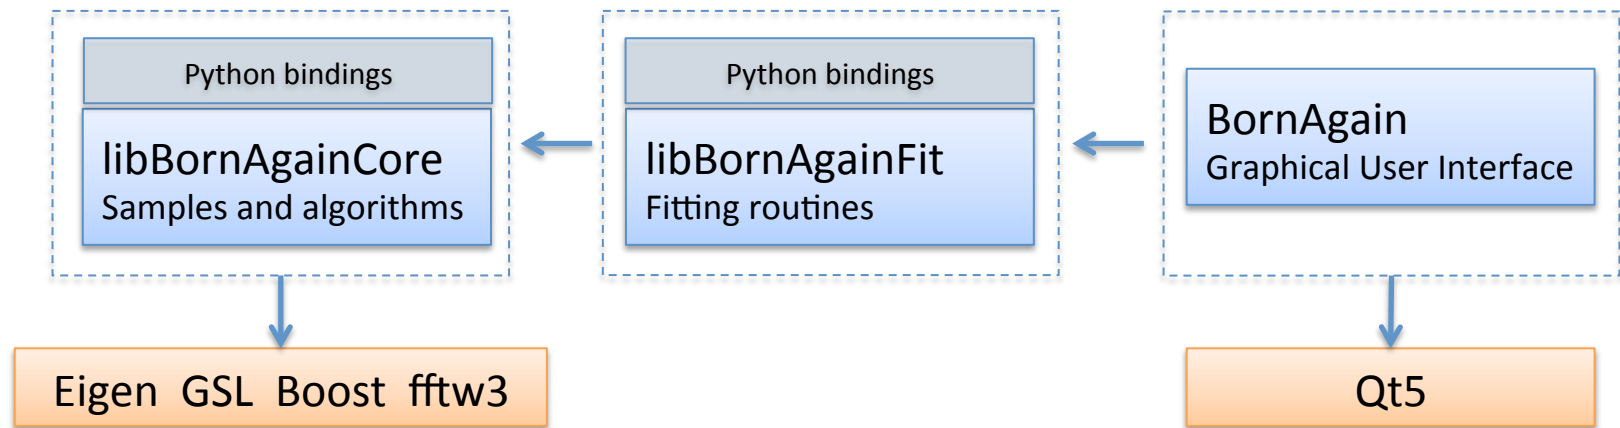 Python bindings
libBornAgainCore
Samples and algorithms
Python bindings
libBornAgainFit
Fitting routines
BornAgain
Graphical User Interface
Eigen GSL Boost fftw3
Qt5